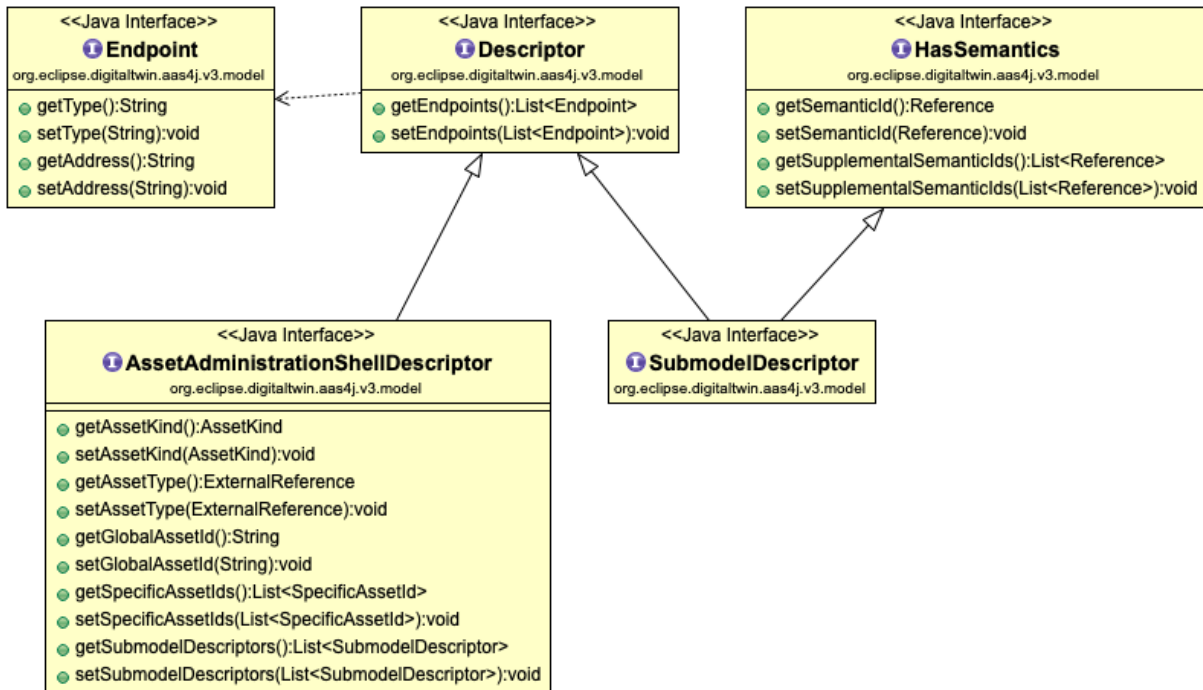 <<Java Interface>>
Endpoint
org.eclipse.digitaltwin.aas4j.v3.model
getType():String
setType(String):void
getAddress():String
setAddress(String):void
<<Java Interface>>
Descriptor
org.eclipse.digitaltwin.aas4j.v3.model
getEndpoints():List<Endpoint>
setEndpoints(List<Endpoint>):void
<<Java Interface>>
HasSemantics
org.eclipse.digitaltwin.aas4j.v3.model
getSemanticId():Reference
setSemanticId(Reference):void
getSupplementalSemanticIds():List<Reference>
setSupplementalSemanticIds(List<Reference>):void
<<Java Interface>>
AssetAdministrationShellDescriptor
org.eclipse.digitaltwin.aas4j.v3.model
getAssetKind():AssetKind
setAssetKind(AssetKind):void
getAssetType():ExternalReference
setAssetType(ExternalReference):void
getGlobalAssetId():String
setGlobalAssetId(String):void
getSpecificAssetIds():List<SpecificAssetId>
setSpecificAssetIds(List<SpecificAssetId>):void
getSubmodelDescriptors():List<SubmodelDescriptor>
setSubmodelDescriptors(List<SubmodelDescriptor>):void
<<Java Interface>>
SubmodelDescriptor
org.eclipse.digitaltwin.aas4j.v3.model